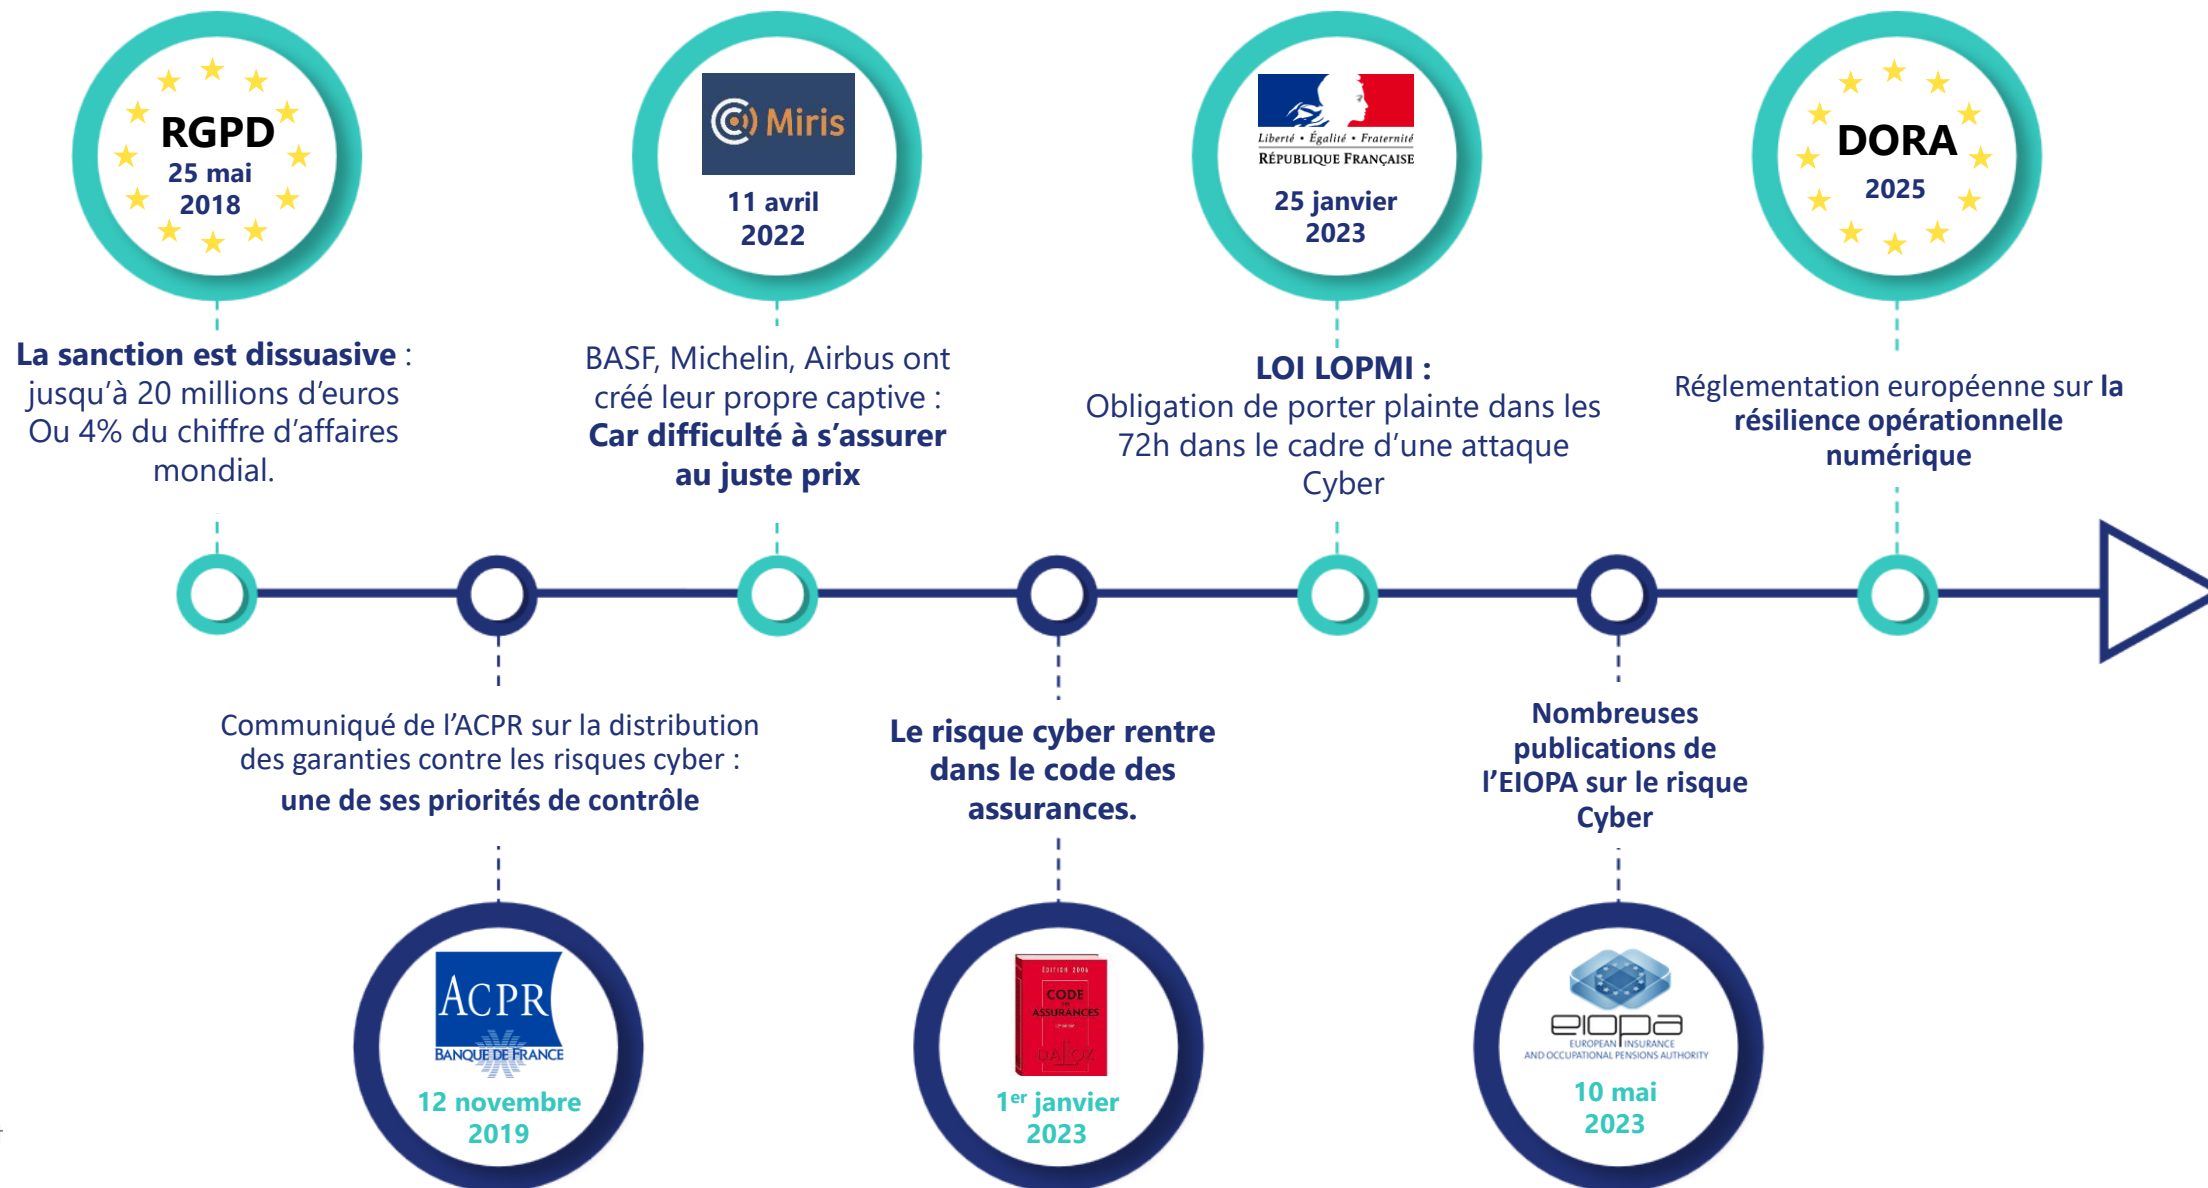 RGPD
25 mai
2018
La sanction est dissuasive :
jusqu'à 20 millions d'euros
Ou 4% du chiffre d'affaires
mondial.
Miris
11 avril
2022
BASF, Michelin, Airbus ont
créé leur propre captive :
Car difficulté à s'assurer
au juste prix
Liberté • Égalité • Fraternité
RÉPUBLIQUE FRANÇAISE
25 janvier
2023
LOI LOPMI :
Obligation de porter plainte dans les
72h dans le cadre d'une attaque
Cyber
DORA
2025
Réglementation européenne sur la
résilience opérationnelle
numérique
Communiqué de l'ACPR sur la distribution
des garanties contre les risques cyber :
une de ses priorités de contrôle
ACPR
BANQUE DE FRANCE
12 novembre
2019
Le risque cyber rentre
dans le code des
assurances.
ÉDITION 2006
CODE
DES
ASSURANCES
DALLOZ
1er janvier
2023
Nombreuses
publications de
l'EIOPA sur le risque
Cyber
eiopa
EUROPEAN INSURANCE
AND OCCUPATIONAL PENSIONS AUTHORITY
10 mai
2023